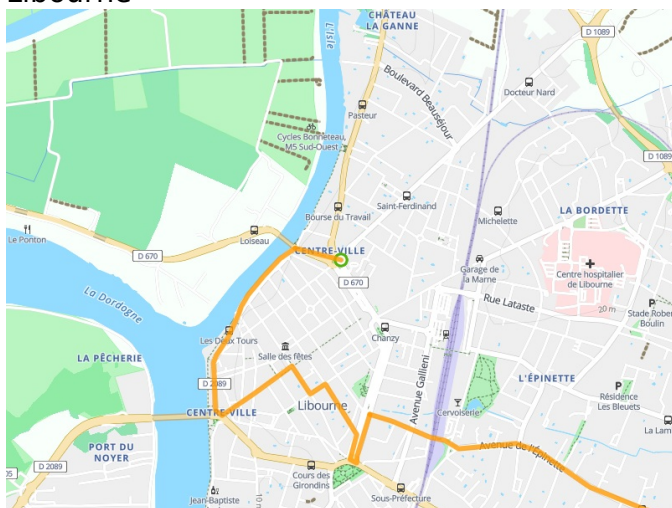 CHÂTEAU
LA GANNE
D 1089
L'Isle
Boulevard Beauséjour
Docteur Nard
Pasteur
Cycles Bonneteau,
M5 Sud-Ouest
D 1089
Saint-Ferdinand
Bourse du Travail
Michelette
LA BORDETTE
Le Ponton
Loiseau
CENTRE-VILLE
D 670
Garage de
la Marne
Centre hospitalier
de Libourne
D 670
La Dordogne
Rue Lataste
20 m
Stade Rober
Boulin
Les Deux Tours
Chanzy
LA PÊCHERIE
Salle des fêtes
Avenue Gallieni
L'ÉPINETTE
D 2089
Résidence
Les Bleuets
CENTRE-VILLE
Libourne
Cervoiserie
La Lam
PORT DU
NOYER
Avenue de l'Épinette
D 2089
Cours des
Girondins
Sous-Préfecture
10 m
Jean-Baptiste